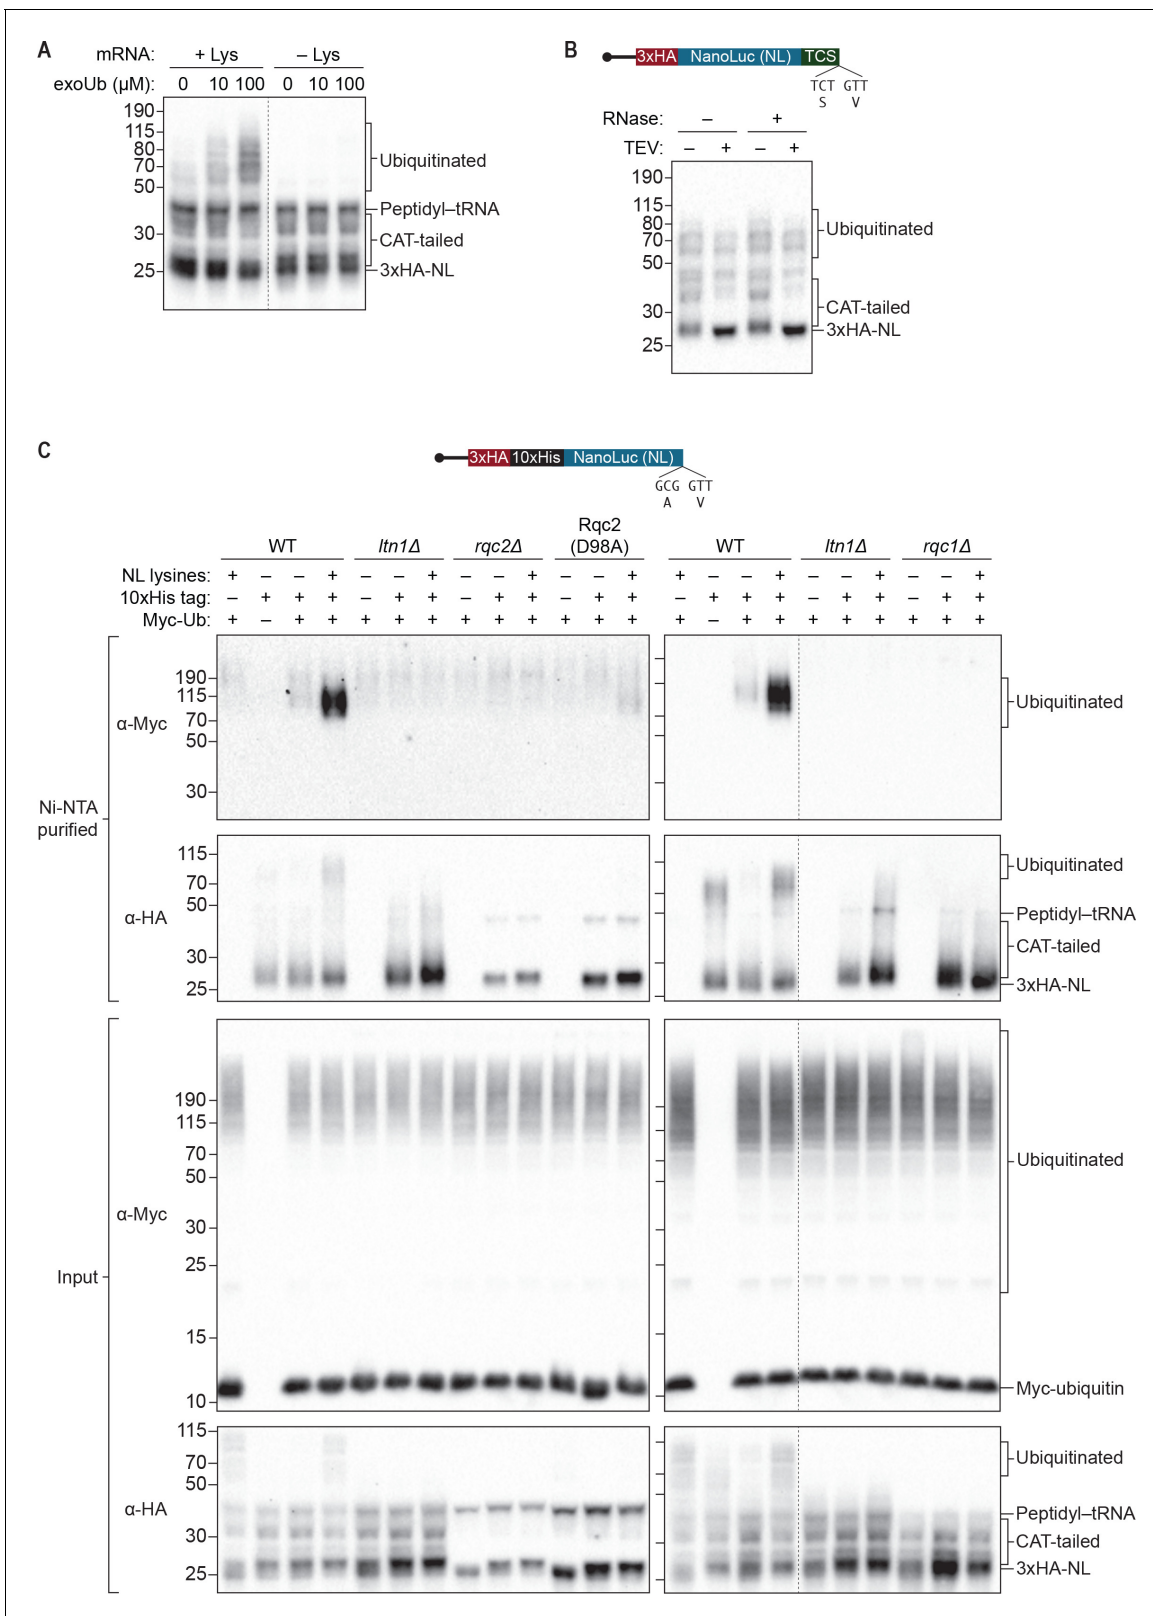 A
mRNA: + Lys – Lys
exoUb (µM): 0 10 100 0 10 100
190
115
80
70
50
30
25
Ubiquitinated
Peptidyl–tRNA
CAT-tailed
3xHA-NL
B
3xHA NanoLuc (NL) TCS
TCT GTT
S V
RNase: – +
TEV: – + – +
190
115
80
70
50
30
25
Ubiquitinated
CAT-tailed
3xHA-NL
C
3xHA 10xHis NanoLuc (NL)
GCG GTT
A V
WT ltn1Δ rqc2Δ Rqc2 (D98A) WT ltn1Δ rqc1Δ
NL lysines: + – – + – – + – – + – – + + – – + – – + – – +
10xHis tag: – + + + – + + – + + – + + – + + + – + + – + +
Myc-Ub: + – + + + + + + + + + + + + – + + + + + + + +
Ni-NTA purified
α-Myc
190
115
70
50
30
Ubiquitinated
α-HA
115
70
50
30
25
Ubiquitinated
Peptidyl–tRNA
CAT-tailed
3xHA-NL
Input
α-Myc
190
115
70
50
30
25
15
10
Ubiquitinated
Myc-ubiquitin
α-HA
115
70
50
30
25
Ubiquitinated
Peptidyl–tRNA
CAT-tailed
3xHA-NL